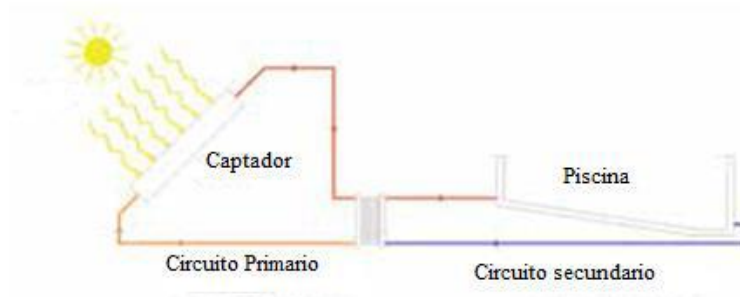 Captador
Piscina
Circuito Primario
Circuito secundario